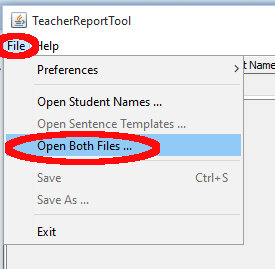 TeacherReportTool
File Help
t Name
Preferences
Open Student Names ...
Open Sentence Templates ...
Open Both Files ...
Save Ctrl+S
Save As ...
Exit